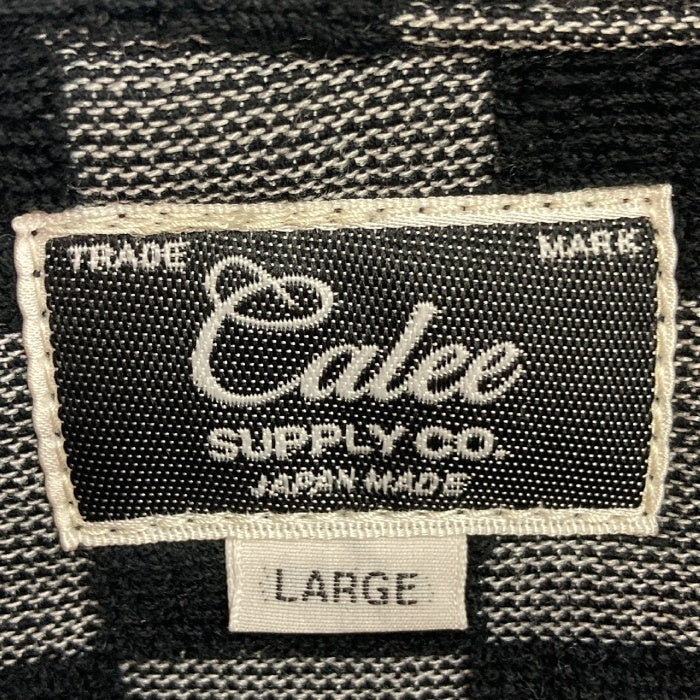 TRADE MARK
Calee
SUPPLY CO.
JAPAN MADE
LARGE